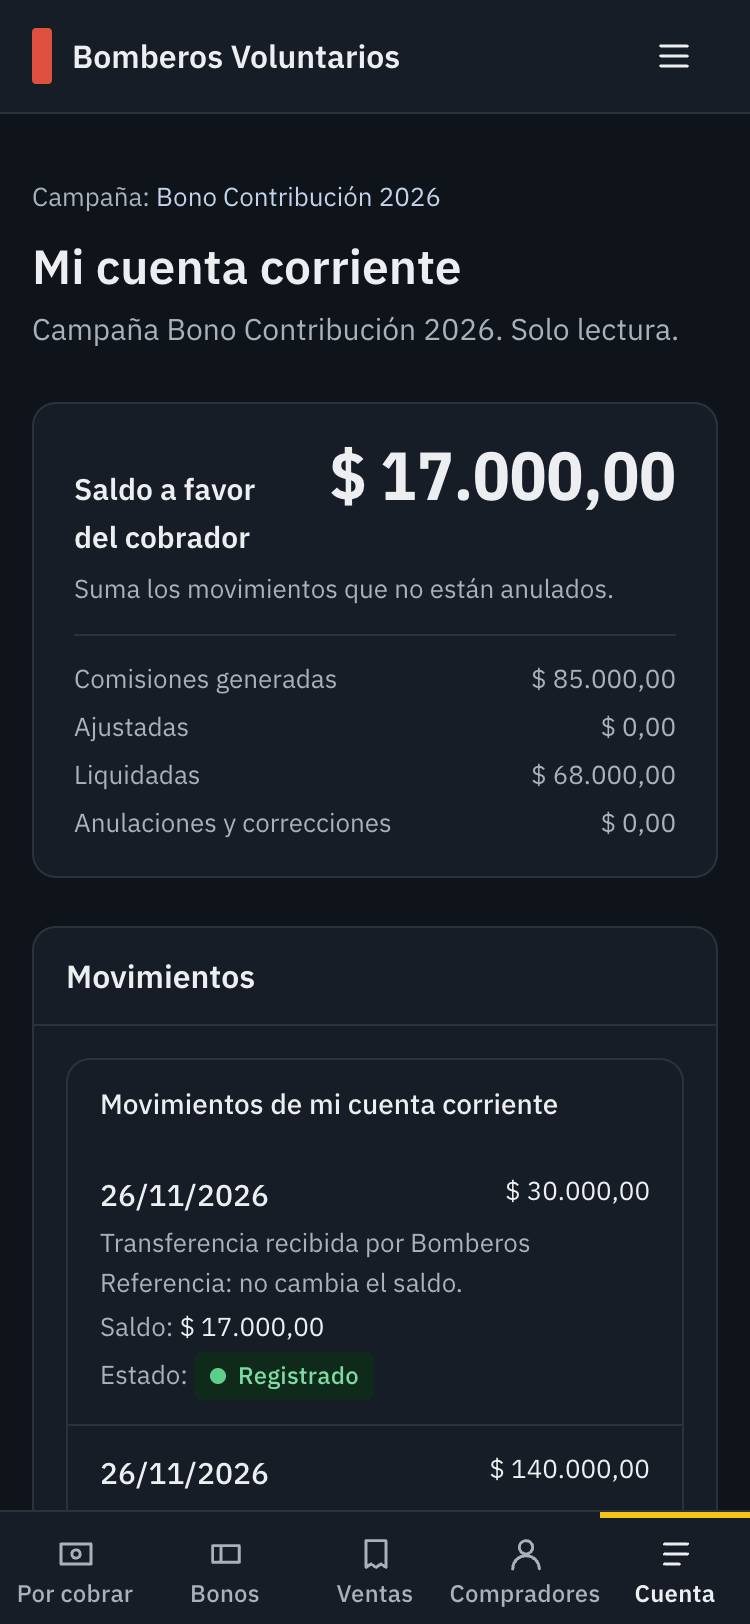 Bomberos Voluntarios
Campaña: Bono Contribución 2026
Mi cuenta corriente
Campaña Bono Contribución 2026. Solo lectura.
Saldo a favor del cobrador
$ 17.000,00
Suma los movimientos que no están anulados.
Comisiones generadas $ 85.000,00
Ajustadas $ 0,00
Liquidadas $ 68.000,00
Anulaciones y correcciones $ 0,00
Movimientos
Movimientos de mi cuenta corriente
26/11/2026 $ 30.000,00
Transferencia recibida por Bomberos
Referencia: no cambia el saldo.
Saldo: $ 17.000,00
Estado: Registrado
26/11/2026 $ 140.000,00
Por cobrar Bonos Ventas Compradores Cuenta